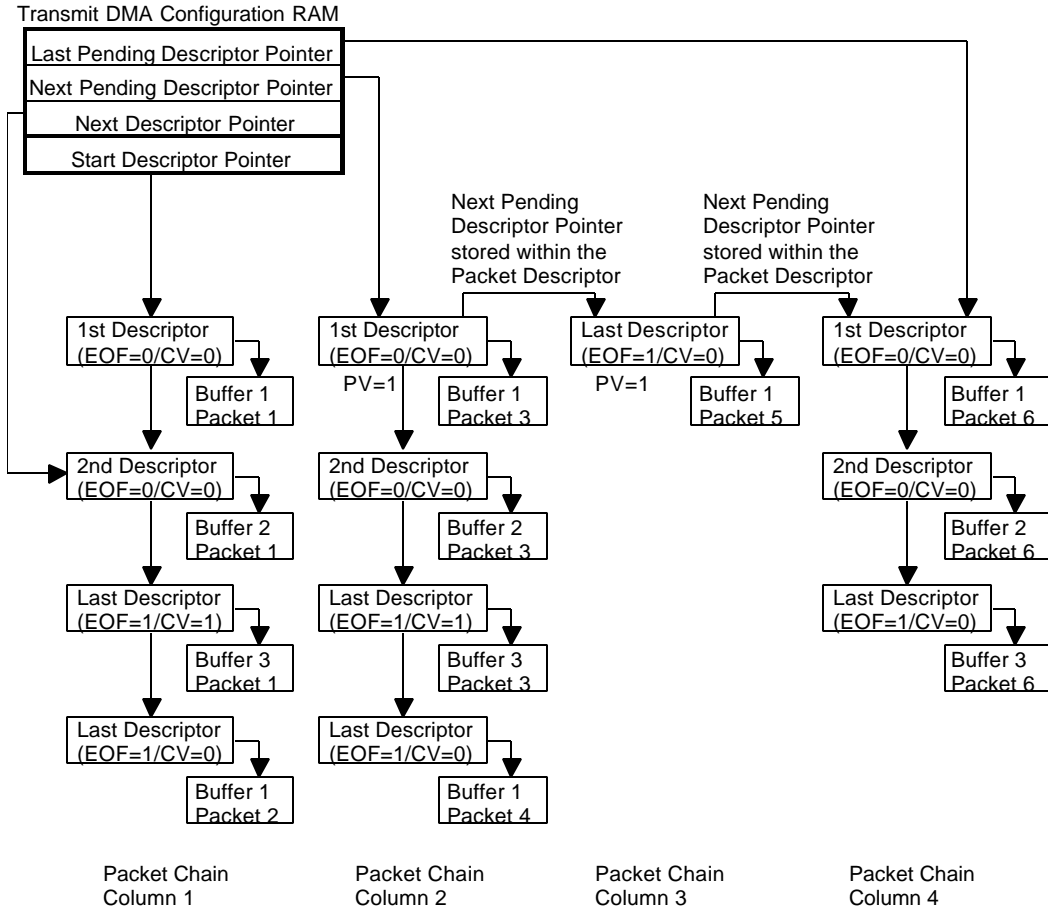 Transmit DMA Configuration RAM
Last Pending Descriptor Pointer
Next Pending Descriptor Pointer
Next Descriptor Pointer
Start Descriptor Pointer
Next Pending
Descriptor Pointer
stored within the
Packet Descriptor
Next Pending
Descriptor Pointer
stored within the
Packet Descriptor
1st Descriptor
(EOF=0/CV=0)
Buffer 1
Packet 1
2nd Descriptor
(EOF=0/CV=0)
Buffer 2
Packet 1
Last Descriptor
(EOF=1/CV=1)
Buffer 3
Packet 1
Last Descriptor
(EOF=1/CV=0)
Buffer 1
Packet 2
1st Descriptor
(EOF=0/CV=0)
PV=1
Buffer 1
Packet 3
2nd Descriptor
(EOF=0/CV=0)
Buffer 2
Packet 3
Last Descriptor
(EOF=1/CV=1)
Buffer 3
Packet 3
Last Descriptor
(EOF=1/CV=0)
Buffer 1
Packet 4
Last Descriptor
(EOF=1/CV=0)
PV=1
Buffer 1
Packet 5
1st Descriptor
(EOF=0/CV=0)
Buffer 1
Packet 6
2nd Descriptor
(EOF=0/CV=0)
Buffer 2
Packet 6
Last Descriptor
(EOF=1/CV=0)
Buffer 3
Packet 6
Packet Chain
Column 1
Packet Chain
Column 2
Packet Chain
Column 3
Packet Chain
Column 4